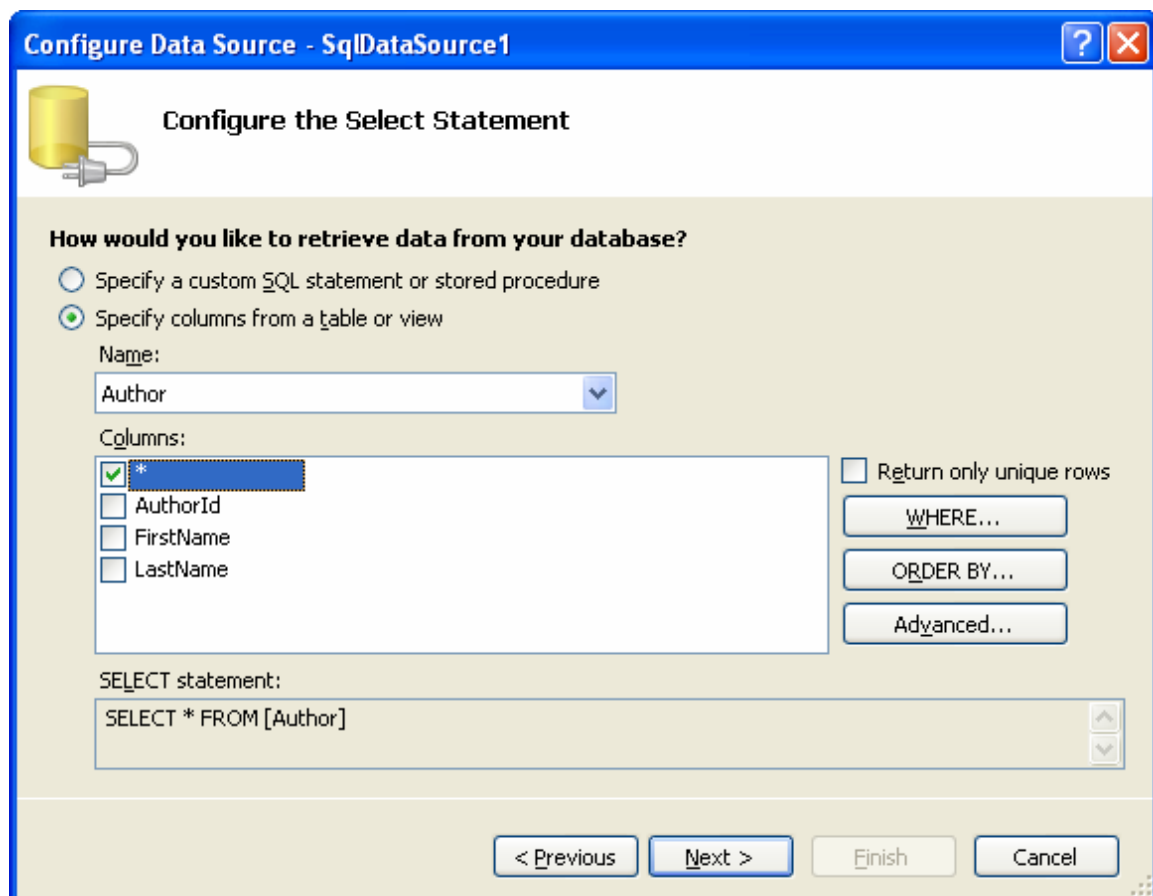 Configure Data Source - SqlDataSource1
Configure the Select Statement
How would you like to retrieve data from your database?
Specify a custom SQL statement or stored procedure
Specify columns from a table or view
Name:
Author
Columns:
*
AuthorId
FirstName
LastName
Return only unique rows
WHERE...
ORDER BY...
Advanced...
SELECT statement:
SELECT * FROM [Author]
< Previous
Next >
Finish
Cancel